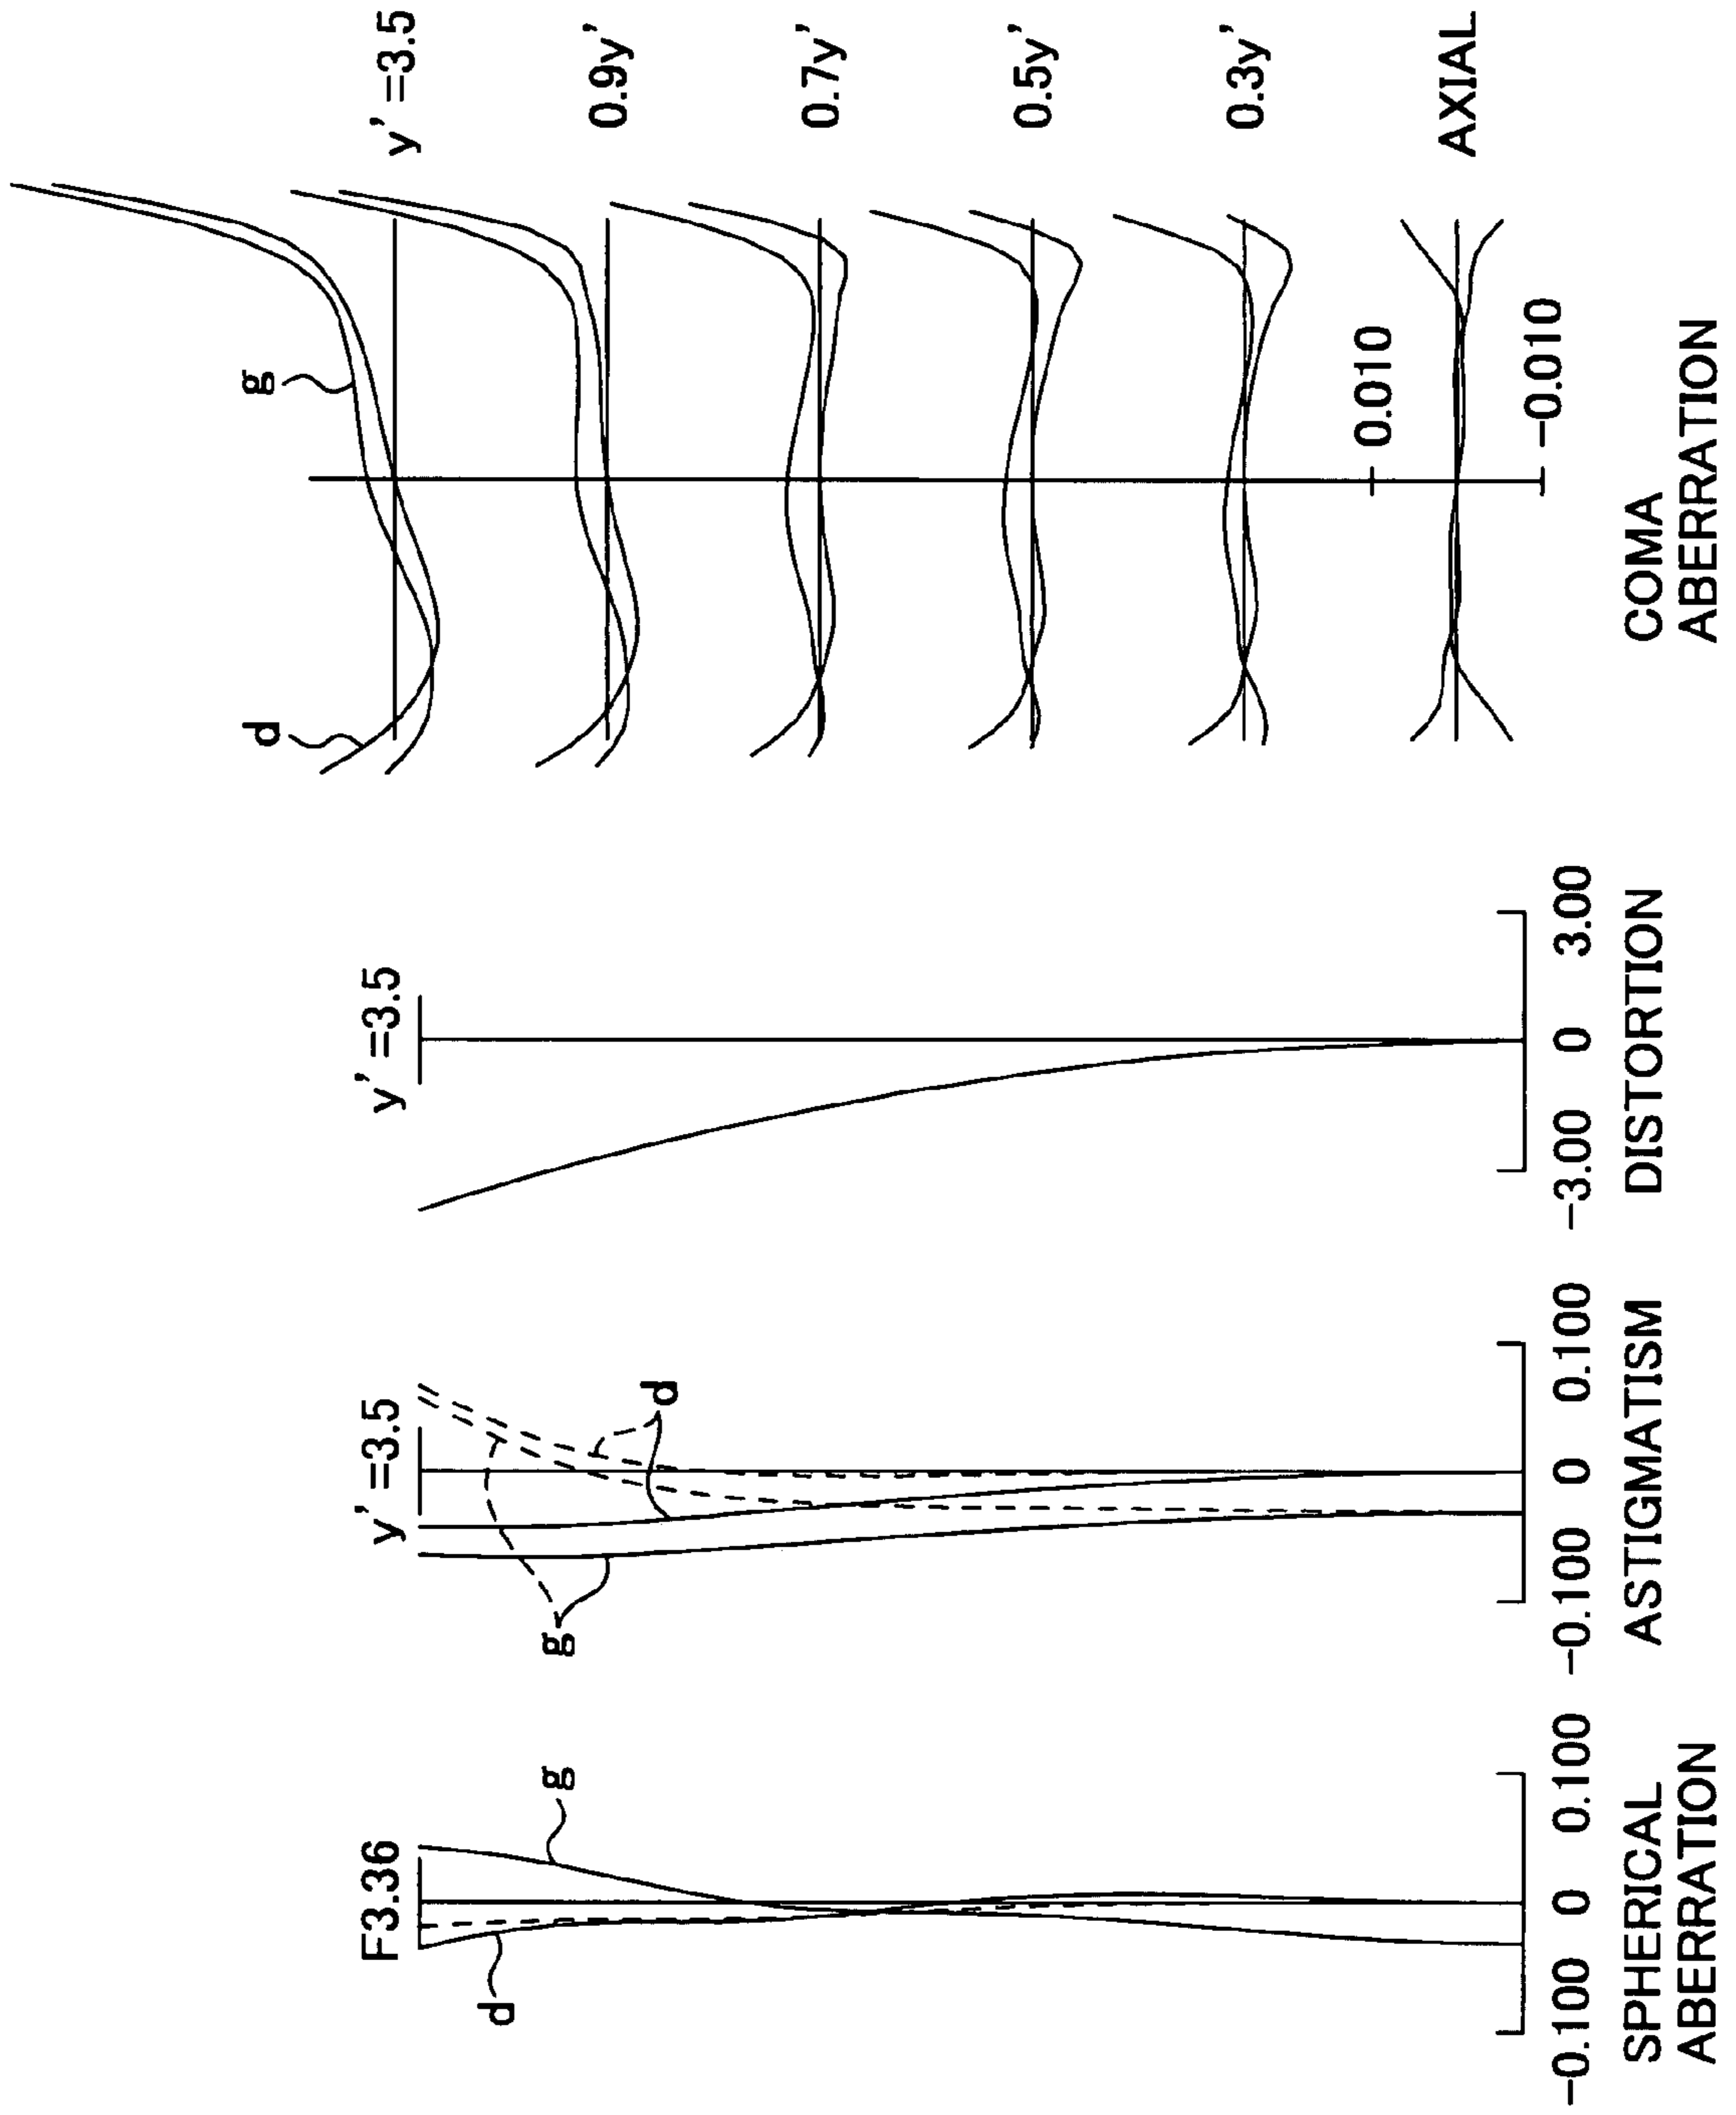 F3.36
g
d
-0.100 0 0.100
SPHERICAL
ABERRATION
y'=3.5
g
d
-0.100 0 0.100
ASTIGMATISM
y'=3.5
-3.00 0 3.00
DISTORTION
d
g
y'=3.5
0.9y'
0.7y'
0.5y'
0.3y'
0.010
AXIAL
-0.010
COMA
ABERRATION